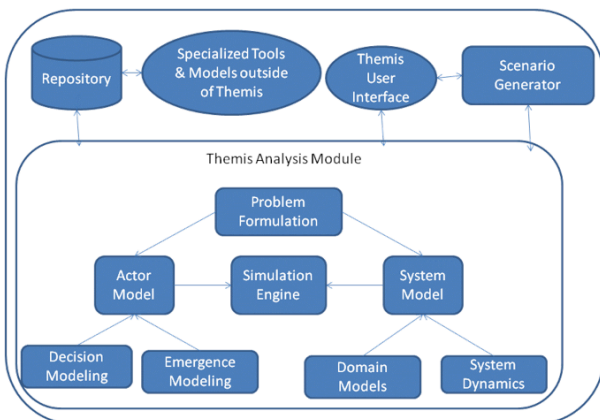 Repository
Specialized Tools
& Models outside
of Themis
Themis
User
Interface
Scenario
Generator
Themis Analysis Module
Problem
Formulation
Actor
Model
Simulation
Engine
System
Model
Decision
Modeling
Emergence
Modeling
Domain
Models
System
Dynamics